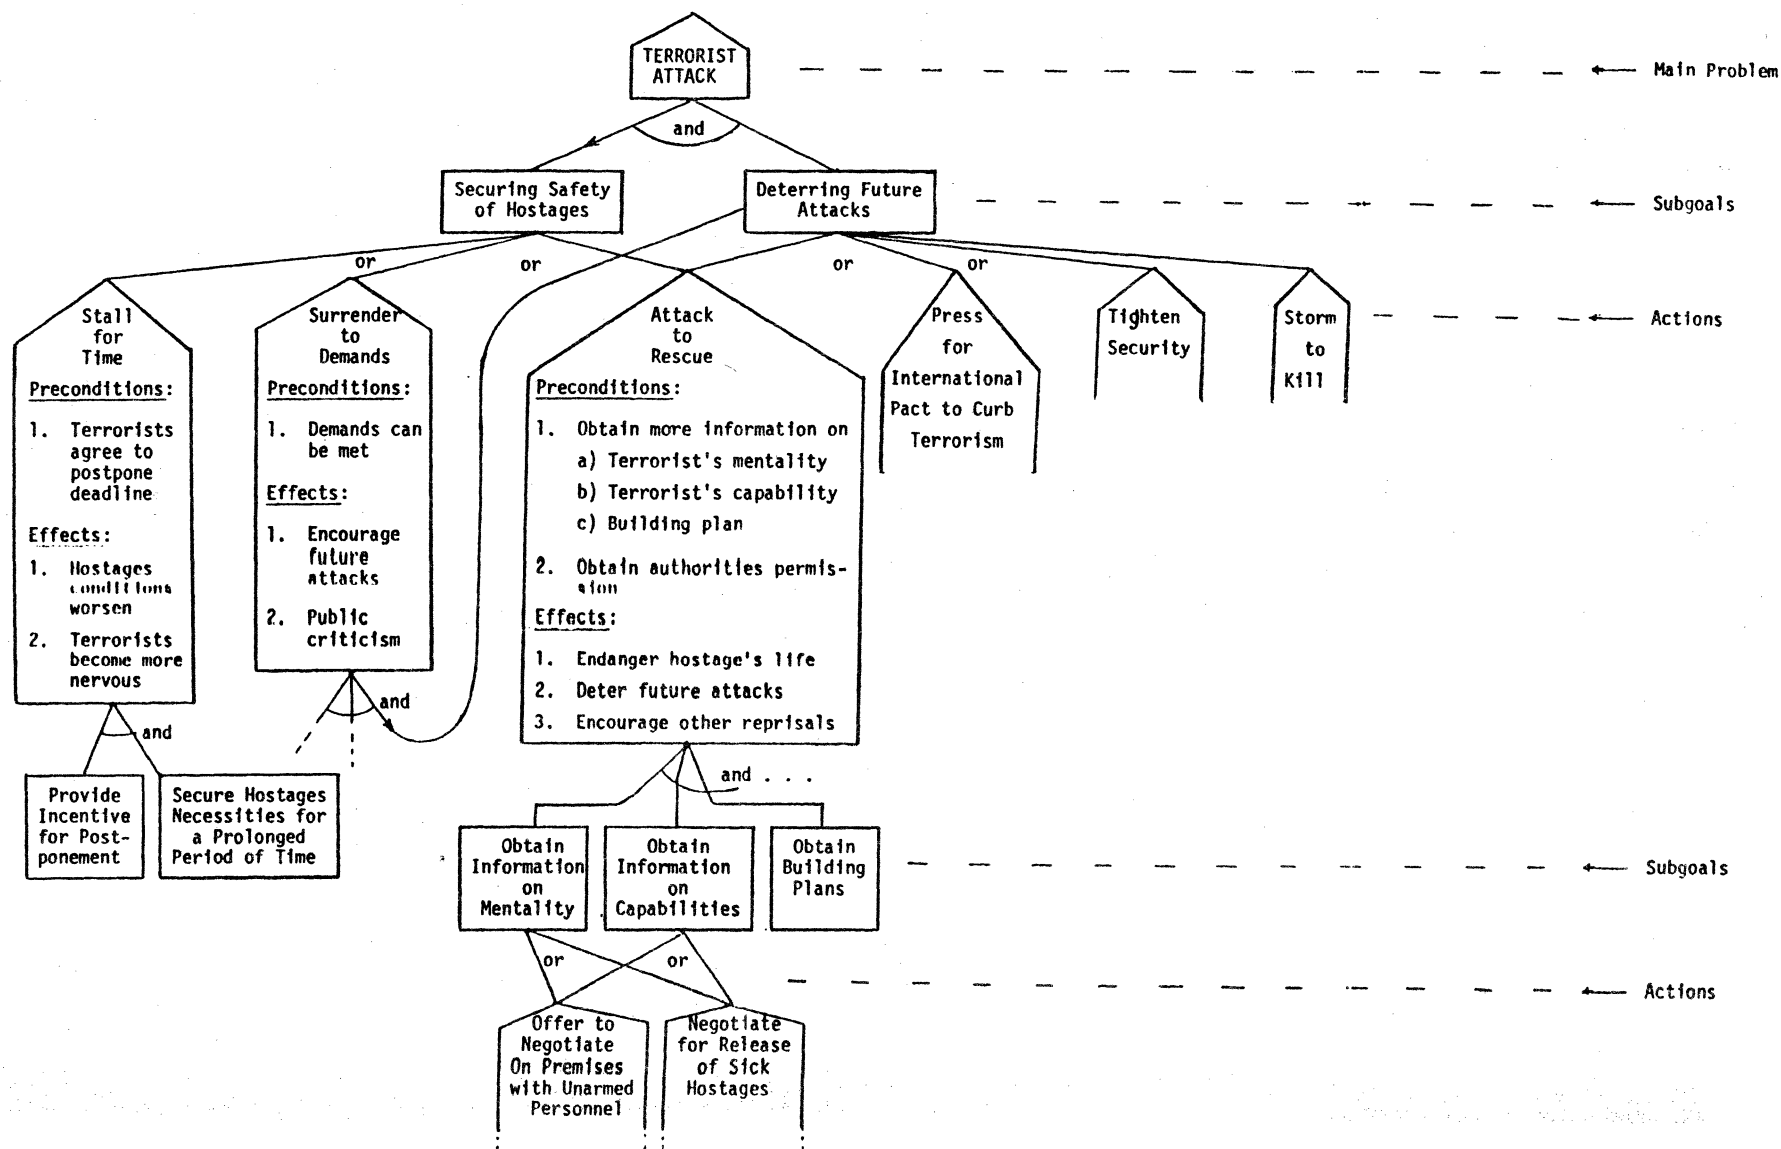 TERRORIST
ATTACK
Main Problem
and
Securing Safety
of Hostages
Deterring Future
Attacks
Subgoals
or
or
or
or
Stall
for
Time
Preconditions:
1. Terrorists
agree to
postpone
deadline
Effects:
1. Hostages
conditions
worsen
2. Terrorists
become more
nervous
Surrender
to
Demands
Preconditions:
1. Demands can
be met
Effects:
1. Encourage
future
attacks
2. Public
criticism
Attack
to
Rescue
Preconditions:
1. Obtain more information on
a) Terrorist's mentality
b) Terrorist's capability
c) Building plan
2. Obtain authorities permis-
sion
Effects:
1. Endanger hostage's life
2. Deter future attacks
3. Encourage other reprisals
Press
for
International
Pact to Curb
Terrorism
Tighten
Security
Storm
to
Kill
Actions
and
and
and . . .
Provide
Incentive
for Post-
ponement
Secure Hostages
Necessities for
a Prolonged
Period of Time
Obtain
Information
on
Mentality
Obtain
Information
on
Capabilities
Obtain
Building
Plans
Subgoals
or
or
Actions
Offer to
Negotiate
On Premises
with Unarmed
Personnel
Negotiate
for Release
of Sick
Hostages